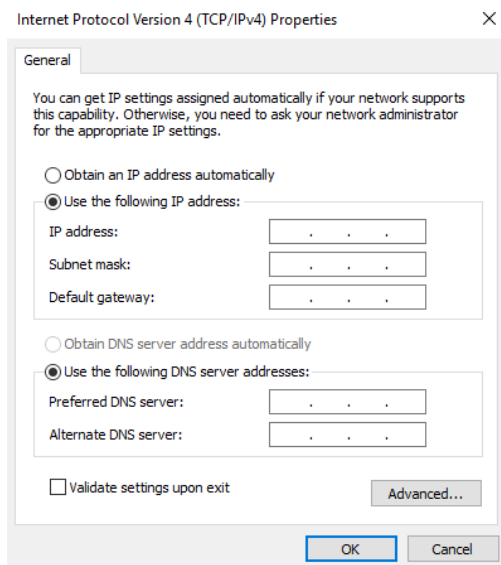 Internet Protocol Version 4 (TCP/IPv4) Properties
General
You can get IP settings assigned automatically if your network supports
this capability. Otherwise, you need to ask your network administrator
for the appropriate IP settings.
Obtain an IP address automatically
Use the following IP address:
IP address:
. . .
Subnet mask:
. . .
Default gateway:
. . .
Obtain DNS server address automatically
Use the following DNS server addresses:
Preferred DNS server:
. . .
Alternate DNS server:
. . .
Validate settings upon exit
Advanced...
OK
Cancel